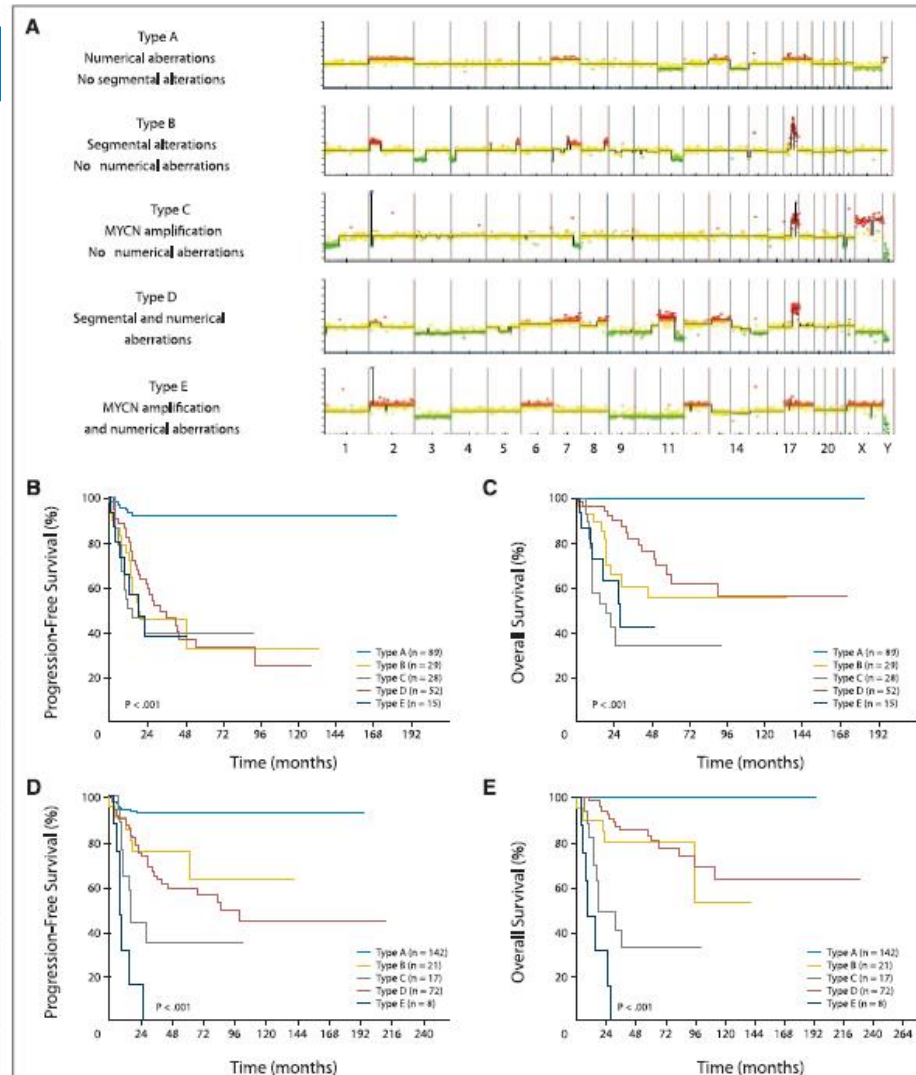 A
Type A
Numerical aberrations
No segmental alterations
Type B
Segmental alterations
No numerical aberrations
Type C
MYCN amplification
No numerical aberrations
Type D
Segmental and numerical
aberrations
Type E
MYCN amplification
and numerical aberrations
1 2 3 4 5 6 7 8 9 11 14 17 20 X Y
B
Progression-Free Survival (%)
100
80
60
40
20
Type A (n = 89)
Type B (n = 29)
Type C (n = 28)
Type D (n = 52)
Type E (n = 15)
P < .001
0 24 48 72 96 144 168 192
Time (months)
C
Overall Survival (%)
100
80
60
40
20
Type A (n = 89)
Type B (n = 29)
Type C (n = 28)
Type D (n = 52)
Type E (n = 15)
P < .001
0 24 48 72 96 144 168 192
Time (months)
D
Progression-Free Survival (%)
100
80
60
40
20
Type A (n = 142)
Type B (n = 21)
Type C (n = 17)
Type D (n = 72)
Type E (n = 8)
P < .001
0 24 48 72 96 144 168 192 216 240
Time (months)
E
Overall Survival (%)
100
80
60
40
20
Type A (n = 142)
Type B (n = 21)
Type C (n = 17)
Type D (n = 72)
Type E (n = 8)
P < .001
0 24 48 72 96 144 168 192 216 240 264
Time (months)